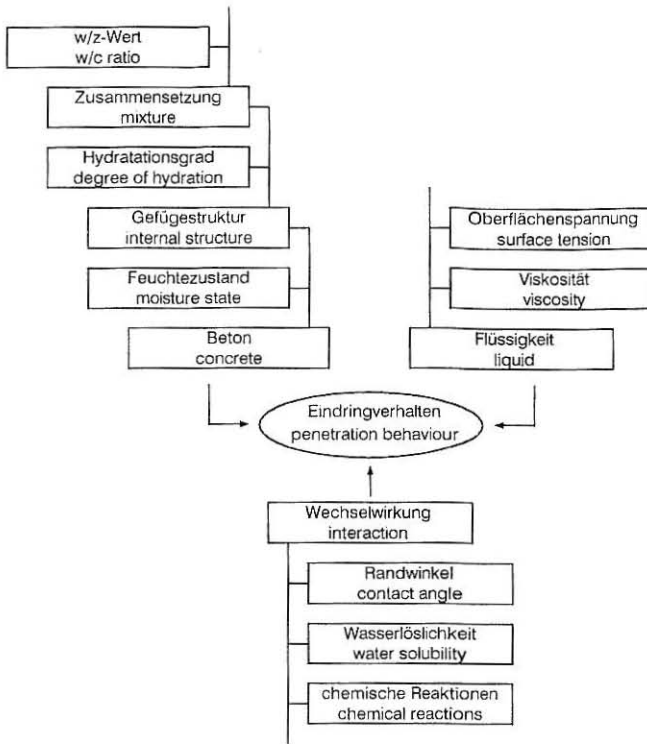 w/z-Wert
w/c ratio
Zusammensetzung
mixture
Hydratationsgrad
degree of hydration
Gefügestruktur
internal structure
Feuchtezustand
moisture state
Beton
concrete
Oberflächenspannung
surface tension
Viskosität
viscosity
Flüssigkeit
liquid
Eindringverhalten
penetration behaviour
Wechselwirkung
interaction
Randwinkel
contact angle
Wasserlöslichkeit
water solubility
chemische Reaktionen
chemical reactions